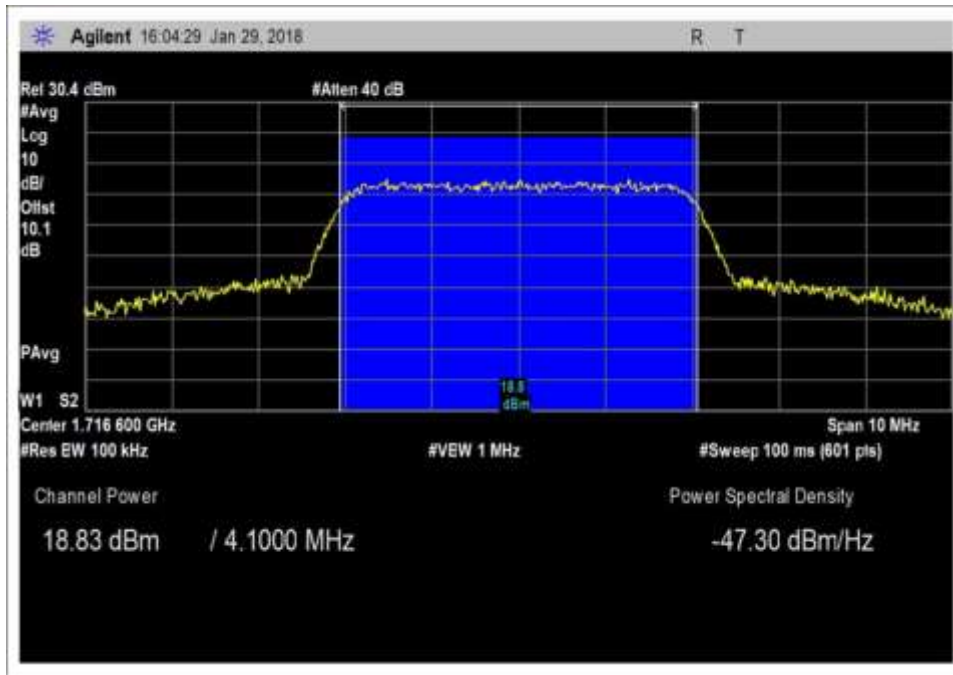 Agilent 16:04:29 Jan 29, 2018 R T
Ref 30.4 dBm #Atten 40 dB
#Avg
Log
10
dB/
Offst
10.1
dB
PAvg
W1 S2
18.8
dBm
Center 1.716 600 GHz Span 10 MHz
#Res BW 100 kHz #VBW 1 MHz #Sweep 100 ms (601 pts)
Channel Power Power Spectral Density
18.83 dBm / 4.1000 MHz -47.30 dBm/Hz